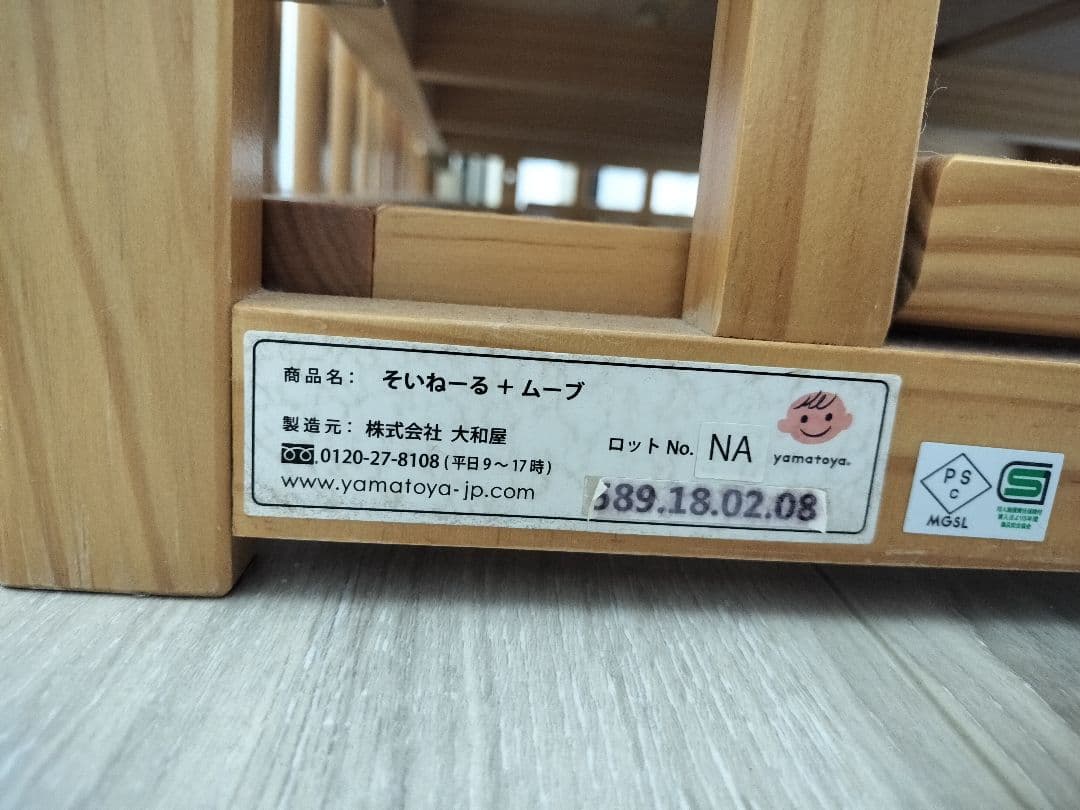 商品名： そいねーる + ムーブ
製造元： 株式会社 大和屋
0120-27-8108 ( 平日 9～17 時 )
www.yamatoya-jp.com
ロット No. NA
yamatoya®
89.18.02.08
PS
C
MGSL